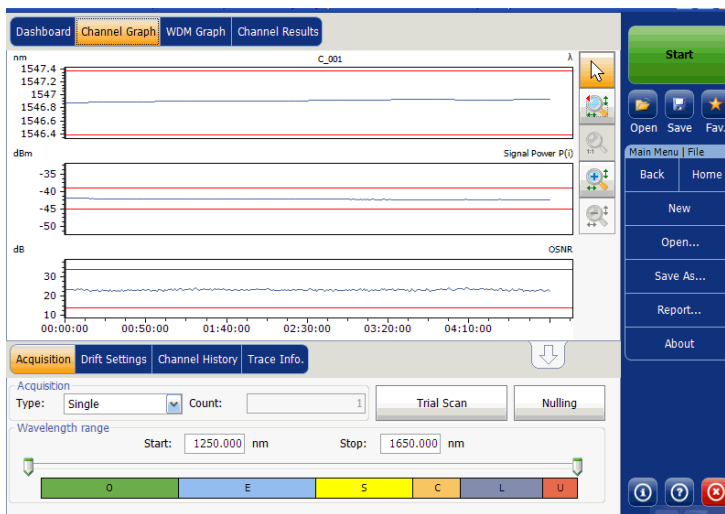 Dashboard Channel Graph WDM Graph Channel Results
nm C_001 λ
1547.4
1547.2
1547
1546.8
1546.6
1546.4
dBm Signal Power P(i)
-35
-40
-45
-50
dB OSNR
30
20
10
00:00:00 00:50:00 01:40:00 02:30:00 03:20:00 04:10:00
Acquisition Drift Settings Channel History Trace Info.
Acquisition
Type: Single Count: 1 Trial Scan Nulling
Wavelength range
Start: 1250.000 nm Stop: 1650.000 nm
O E S C L U
1:1
Start
Open Save Fav.
Main Menu | File
Back Home
New
Open...
Save As...
Report...
About